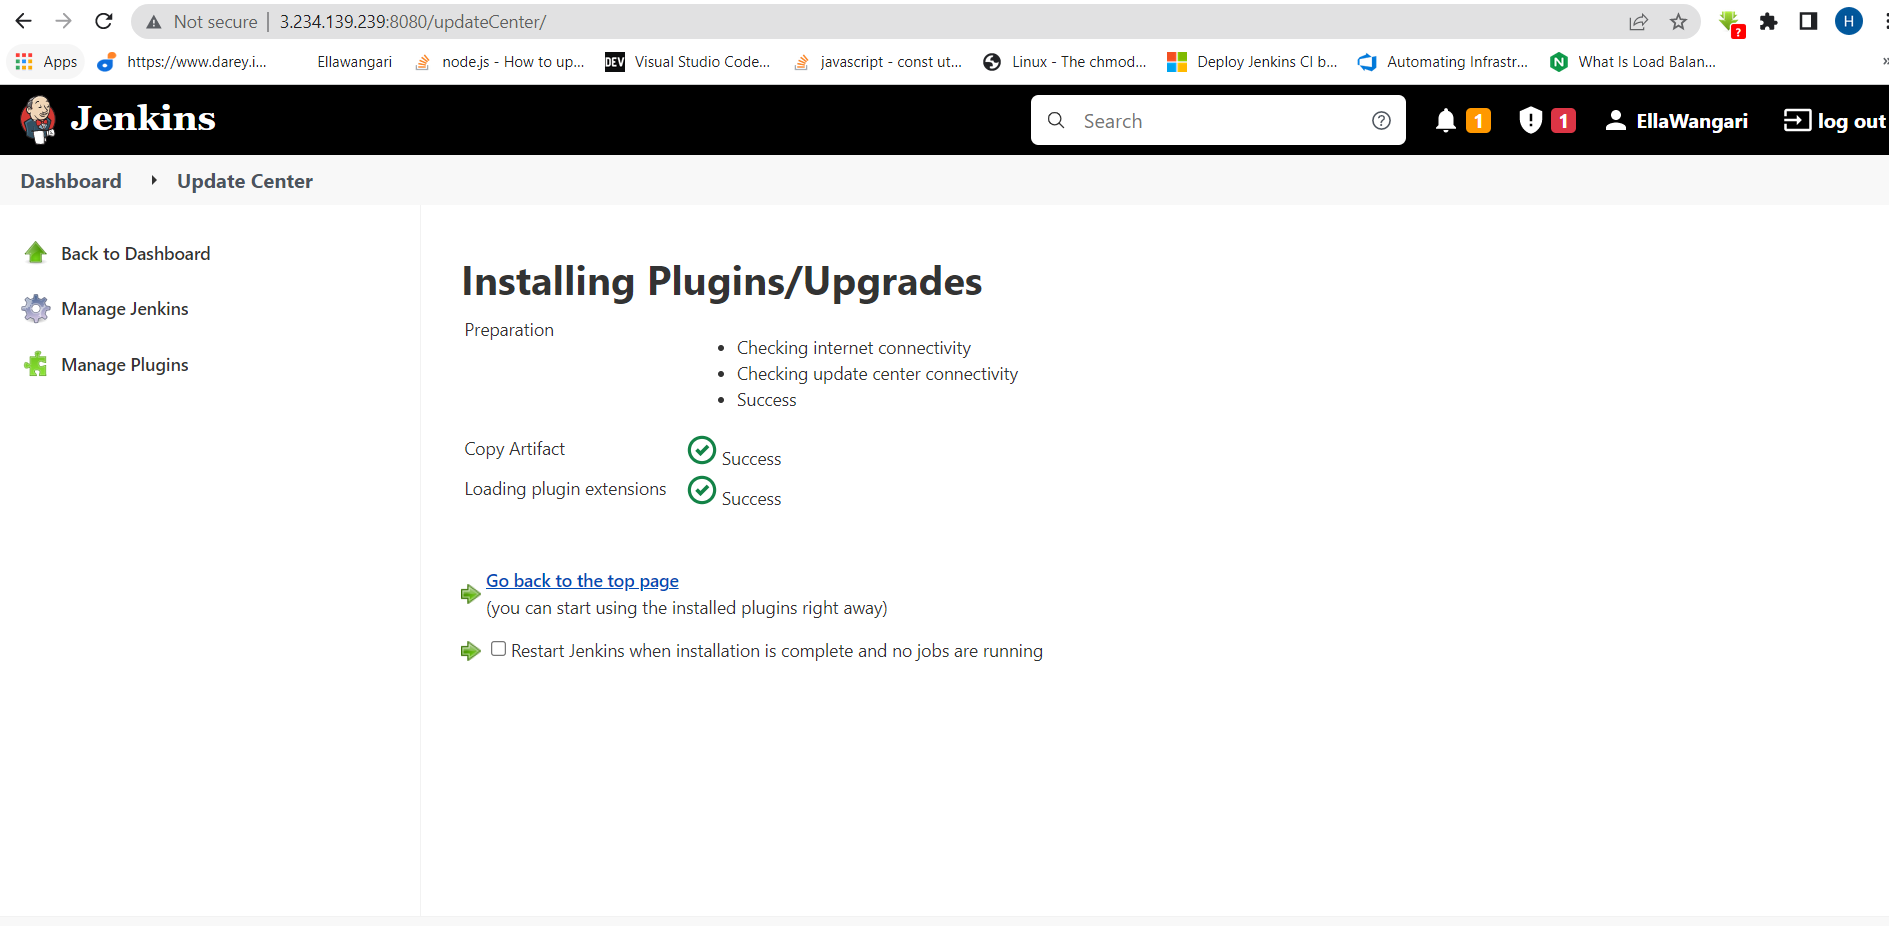 Not secure | 3.234.139.239:8080/updateCenter/
?
H
Apps https://www.darey.i... Ellawangari node.js - How to up... DEV Visual Studio Code... javascript - const ut... Linux - The chmod... Deploy Jenkins CI b... Automating Infrastr... N What Is Load Balan... »
Jenkins Search 1 1 EllaWangari log out
Dashboard Update Center
Back to Dashboard
Manage Jenkins
Manage Plugins
Installing Plugins/Upgrades
Preparation
• Checking internet connectivity
• Checking update center connectivity
• Success
Copy Artifact Success
Loading plugin extensions Success
Go back to the top page
(you can start using the installed plugins right away)
Restart Jenkins when installation is complete and no jobs are running